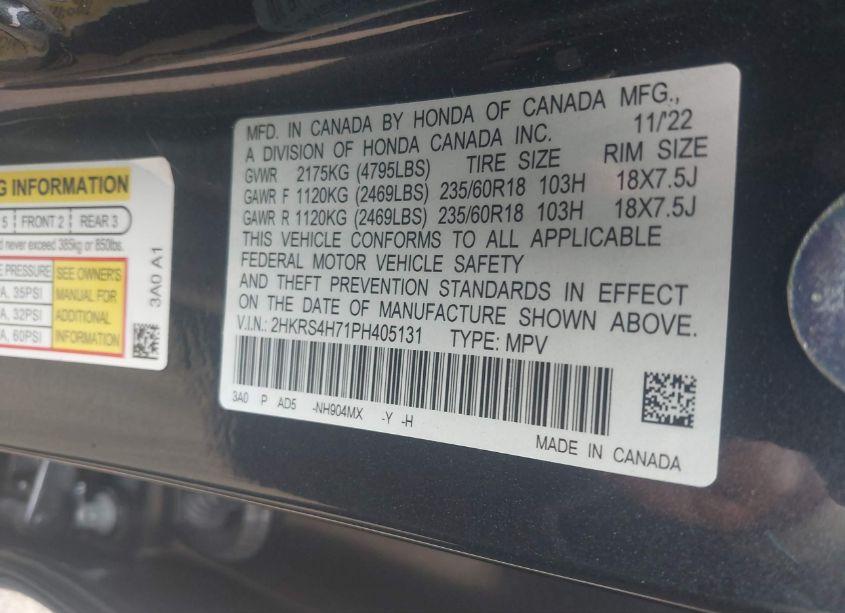 G INFORMATION
5 FRONT 2 REAR 3
d never exceed 385kg or 850lbs.
E PRESSURE SEE OWNER'S
A, 35PSI MANUAL FOR
A, 32PSI ADDITIONAL
A, 60PSI INFORMATION
3A0 A1
MFD. IN CANADA BY HONDA OF CANADA MFG.,
A DIVISION OF HONDA CANADA INC. 11/'22
GVWR 2175KG (4795LBS) TIRE SIZE RIM SIZE
GAWR F 1120KG (2469LBS) 235/60R18 103H 18X7.5J
GAWR R 1120KG (2469LBS) 235/60R18 103H 18X7.5J
THIS VEHICLE CONFORMS TO ALL APPLICABLE
FEDERAL MOTOR VEHICLE SAFETY
AND THEFT PREVENTION STANDARDS IN EFFECT
ON THE DATE OF MANUFACTURE SHOWN ABOVE.
V.I.N.: 2HKRS4H71PH405131 TYPE: MPV
3A0 P AD5 -NH904MX -Y -H
MADE IN CANADA